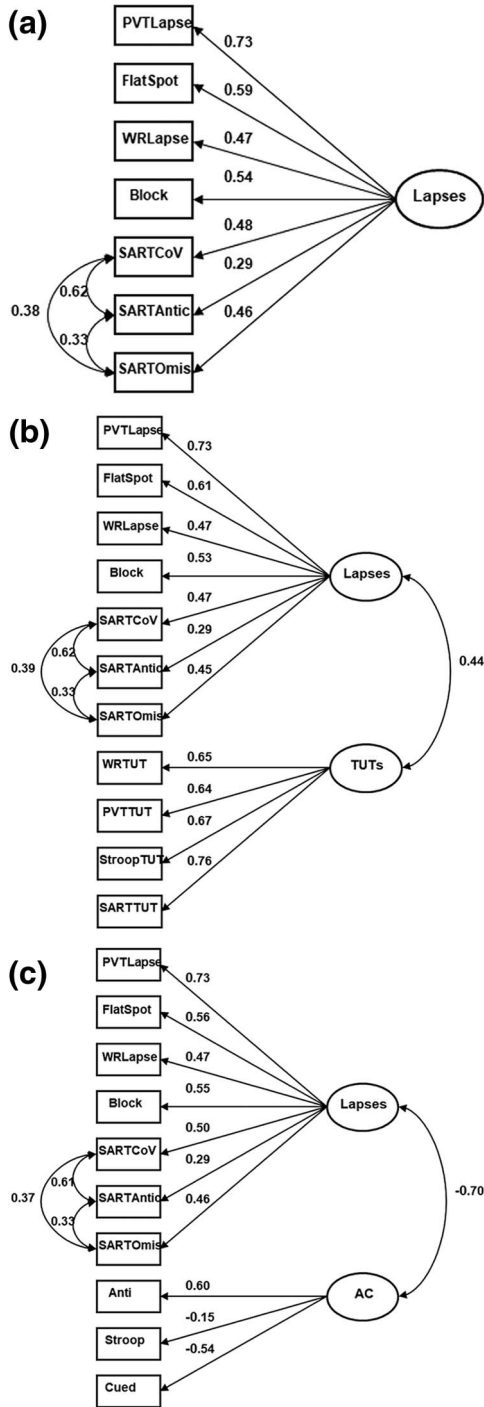 (a)
PVTLapse
0.73
FlatSpot
0.59
WRLapse
0.47
Block
0.54
Lapses
SARTCoV
0.48
0.62
0.38
SARTAntic
0.29
0.33
SARTOmis
0.46
(b)
PVTLapse
0.73
FlatSpot
0.61
WRLapse
0.47
Block
0.53
Lapses
SARTCoV
0.47
0.62
0.39
SARTAntic
0.29
0.33
SARTOmis
0.45
0.44
WRTUT
0.65
TUTs
PVTTUT
0.64
StroopTUT
0.67
SARTTUT
0.76
(c)
PVTLapse
0.73
FlatSpot
0.56
WRLapse
0.47
Block
0.55
Lapses
SARTCoV
0.50
0.61
0.37
SARTAntic
0.29
0.33
SARTOmis
0.46
-0.70
Anti
0.60
AC
Stroop
-0.15
Cued
-0.54